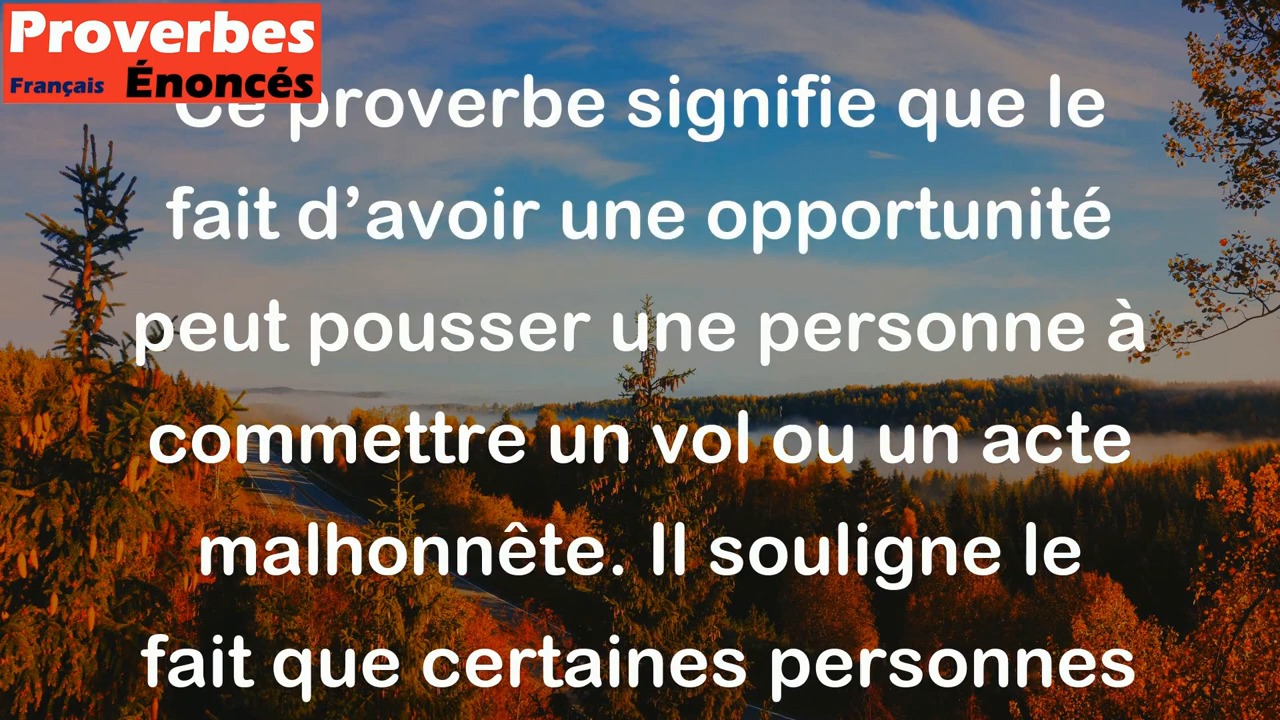 Proverbes
Français Énoncés
Ce proverbe signifie que le
fait d’avoir une opportunité
peut pousser une personne à
commettre un vol ou un acte
malhonnête. Il souligne le
fait que certaines personnes